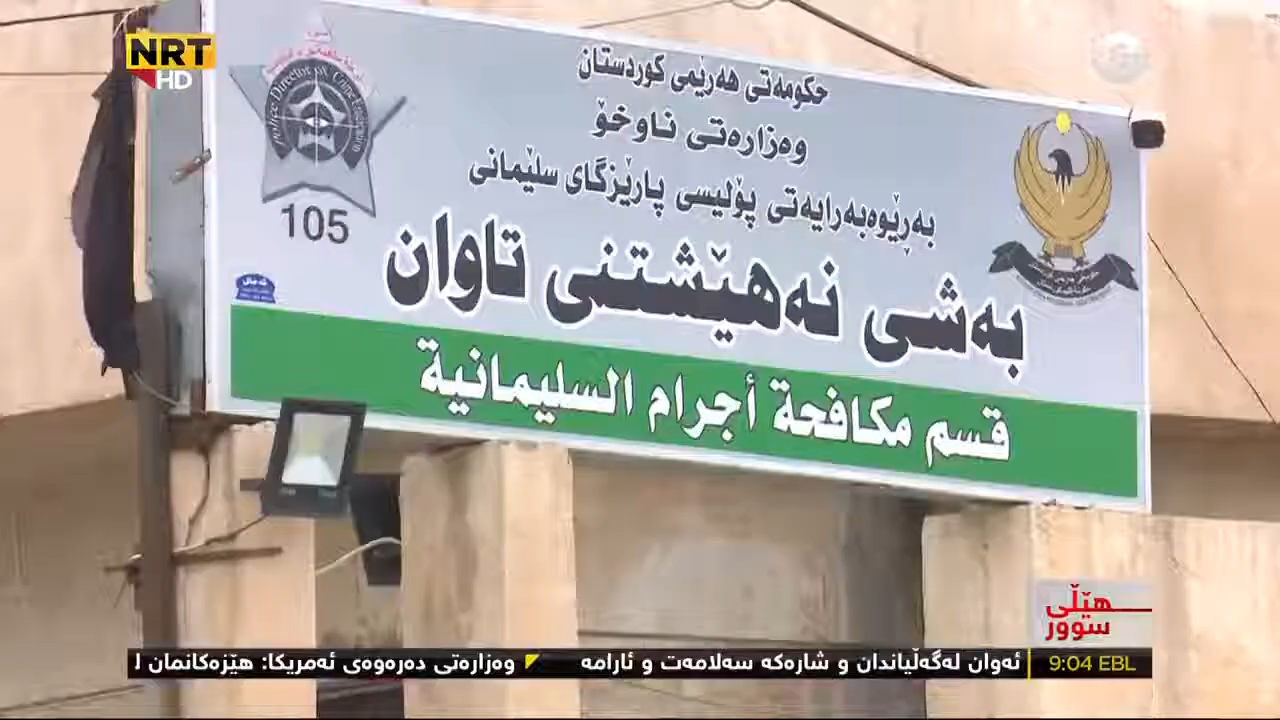 NRT
HD
حکومەتی هەرێمی کوردستان
وەزارەتی ناوخۆ
بەڕێوەبەرایەتی پۆلیسی پارێزگای سلێمانی
بەشی نەهێشتنی تاوان
قسم مكافحة أجرام السليمانية
105
هێڵی
سوور
9:04 EBL
ئەوان لەگەڵیاندان و شارەکە سەلامەت و ئارامە
وەزارەتی دەرەوەی ئەمریکا: هێزەکانمان ل